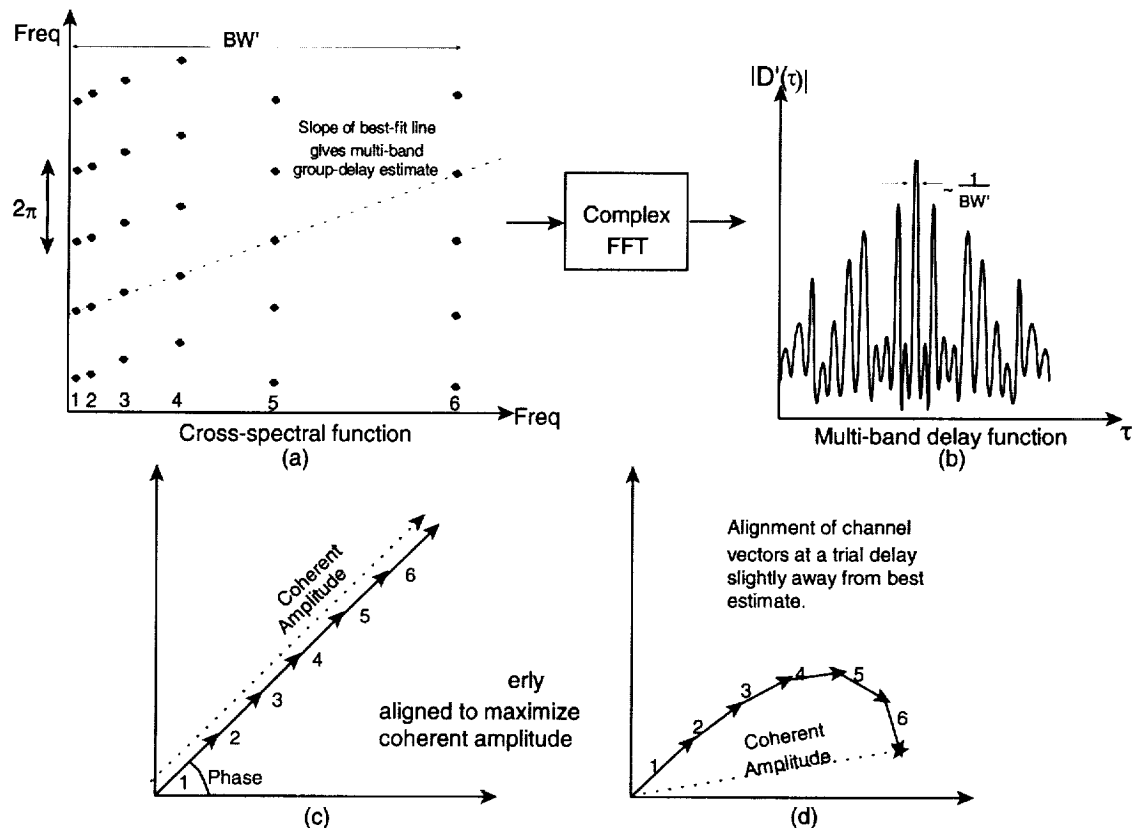 Freq
BW'
Slope of best-fit line
gives multi-band
group-delay estimate
2π
1 2 3 4 5 6
Freq
Cross-spectral function
(a)
Complex
FFT
|D'(τ)|
~ 1
BW'
τ
Multi-band delay function
(b)
Coherent
Amplitude
1
2
3
4
5
6
Phase
erly
aligned to maximize
coherent amplitude
(c)
Alignment of channel
vectors at a trial delay
slightly away from best
estimate.
1
2
3
4
5
6
Coherent
Amplitude.
(d)